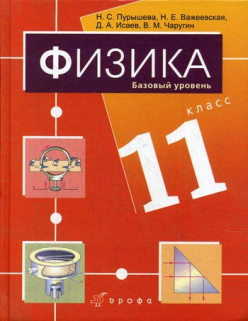 Н. С. Пурышева, Н. Е. Важеевская,
Д. А. Исаев, В. М. Чаругин
ФИЗИКА
Базовый уровень
класс
11
дрофа